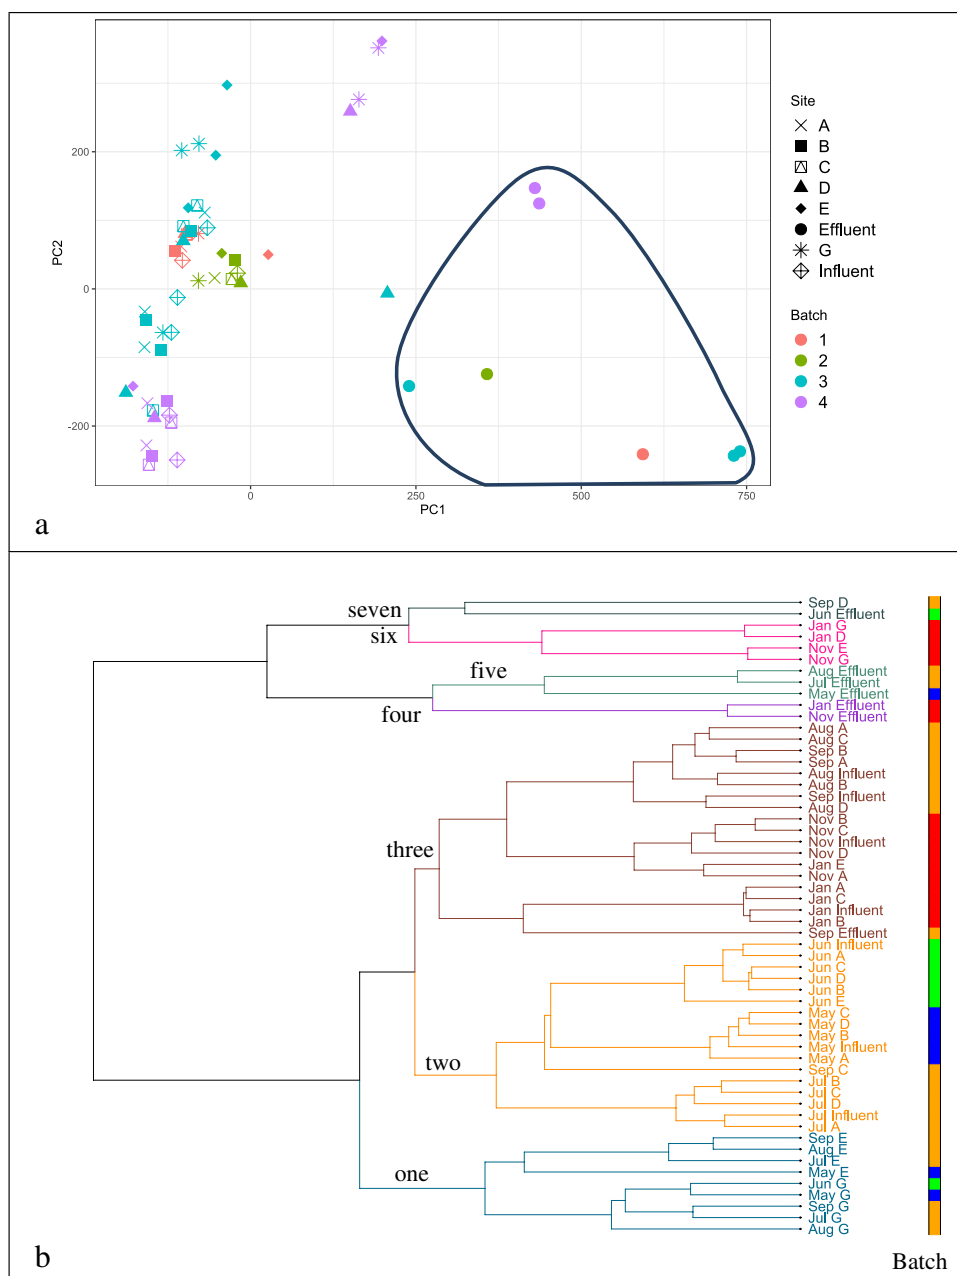 200
0
-200
PC2
0
250
500
750
PC1
Site
A
B
C
D
E
Effluent
G
Influent
Batch
1
2
3
4
a
seven
six
five
four
three
two
one
Sep D
Jun Effluent
Jan G
Jan D
Nov E
Nov G
Aug Effluent
Jul Effluent
May Effluent
Jan Effluent
Nov Effluent
Aug A
Aug C
Sep B
Sep A
Aug Influent
Aug B
Sep Influent
Aug D
Nov B
Nov C
Nov Influent
Nov D
Jan E
Nov A
Jan A
Jan C
Jan Influent
Jan B
Sep Effluent
Jun Influent
Jun A
Jun C
Jun D
Jun B
Jun E
May C
May D
May B
May Influent
May A
Sep C
Jul B
Jul C
Jul D
Jul Influent
Jul A
Sep E
Aug E
Jul E
May E
Jun G
May G
Sep G
Jul G
Aug G
b
Batch